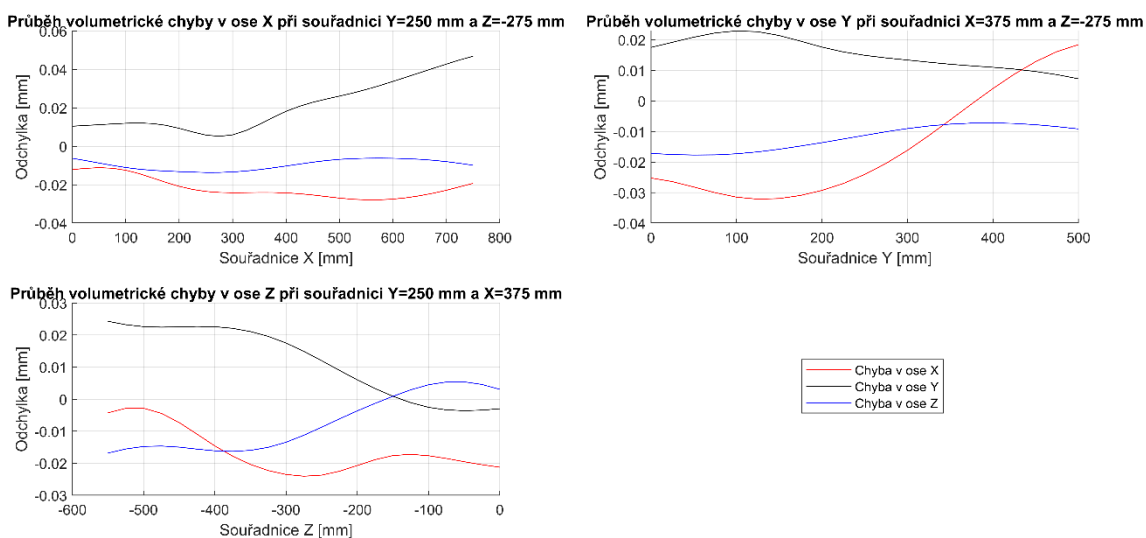 Průběh volumetrické chyby v ose X při souřadnici Y=250 mm a Z=-275 mm
0.06
0.04
0.02
0
-0.02
-0.04
Odchylka [mm]
0 100 200 300 400 500 600 700 800
Souřadnice X [mm]
Průběh volumetrické chyby v ose Y při souřadnici X=375 mm a Z=-275 mm
0.02
0.01
0
-0.01
-0.02
-0.03
-0.04
Odchylka [mm]
0 100 200 300 400 500
Souřadnice Y [mm]
Průběh volumetrické chyby v ose Z při souřadnici Y=250 mm a X=375 mm
0.03
0.02
0.01
0
-0.01
-0.02
-0.03
Odchylka [mm]
-600 -500 -400 -300 -200 -100 0
Souřadnice Z [mm]
Chyba v ose X
Chyba v ose Y
Chyba v ose Z